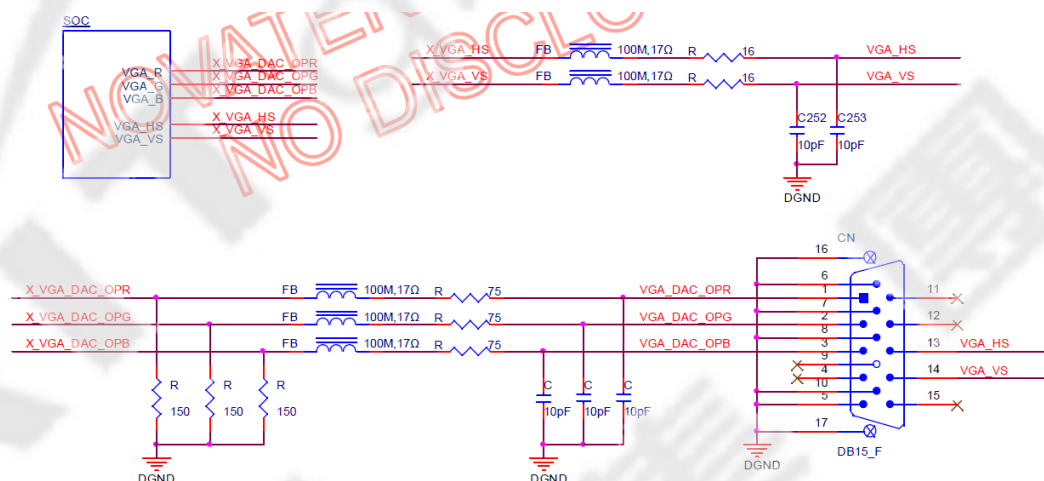 SOC
VGA_R X_VGA_DAC_OPR
VGA_G X_VGA_DAC_OPG
VGA_B X_VGA_DAC_OPB
VGA_HS X_VGA_HS
VGA_VS X_VGA_VS
X_VGA_HS FB 100M,17Ω R 16 VGA_HS
X_VGA_VS FB 100M,17Ω R 16 VGA_VS
C252 C253
10pF 10pF
DGND
NOVATE
NO DISCLO
X_VGA_DAC_OPR FB 100M,17Ω R 75 VGA_DAC_OPR
X_VGA_DAC_OPG FB 100M,17Ω R 75 VGA_DAC_OPG
X_VGA_DAC_OPB FB 100M,17Ω R 75 VGA_DAC_OPB
R R R
150 150 150
DGND
C C C
10pF 10pF 10pF
DGND
CN
16
6
1 11
7
2 12
8
3 13 VGA_HS
9
4 14 VGA_VS
10
5 15
17
DB15_F
DGND